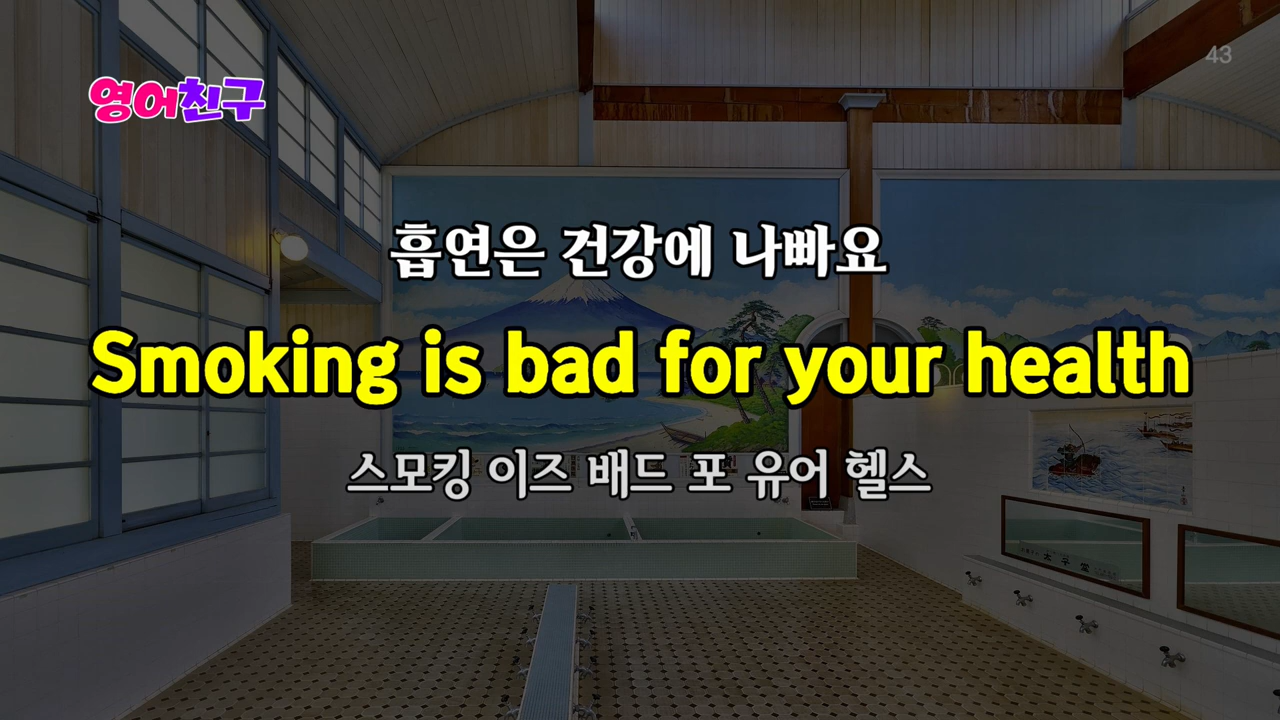 43
영어친구
흡연은 건강에 나빠요
Smoking is bad for your health
스모킹 이즈 배드 포 유어 헬스